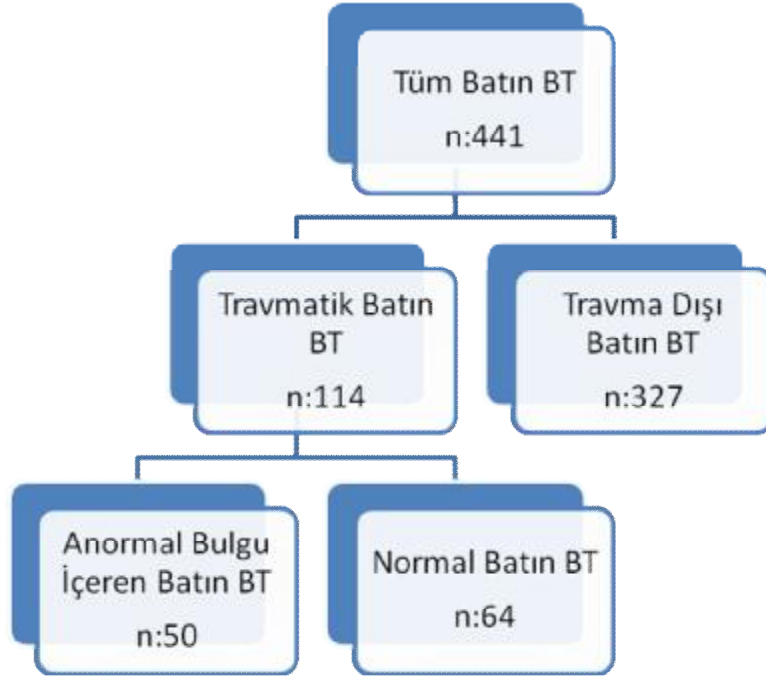 Tüm Batın BT
n:441
Travmatik Batın
BT
n:114
Travma Dışı
Batın BT
n:327
Anormal Bulgu
İçeren Batın BT
n:50
Normal Batın BT
n:64